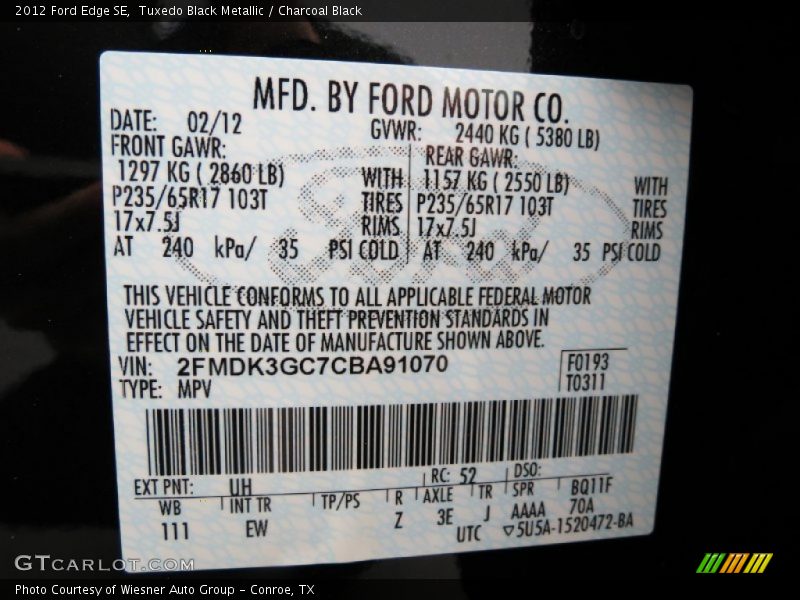 2012 Ford Edge SE,  Tuxedo Black Metallic / Charcoal Black
MFD. BY FORD MOTOR CO.
DATE: 02/12 GVWR: 2440 KG ( 5380 LB)
FRONT GAWR: REAR GAWR:
1297 KG ( 2860 LB) WITH 1157 KG ( 2550 LB) WITH
P235/65R17 103T TIRES P235/65R17 103T TIRES
17x7.5J RIMS 17x7.5J RIMS
AT 240 kPa/ 35 PSI COLD AT 240 kPa/ 35 PSI COLD
THIS VEHICLE CONFORMS TO ALL APPLICABLE FEDERAL MOTOR
VEHICLE SAFETY AND THEFT PREVENTION STANDARDS IN
EFFECT ON THE DATE OF MANUFACTURE SHOWN ABOVE.
VIN: 2FMDK3GC7CBA91070 F0193
TYPE: MPV T0311
EXT PNT: UH RC: 52 DSO:
WB INT TR TP/PS R AXLE TR SPR BQ11F
111 EW Z 3E J AAAA 70A
UTC ▽5U5A-1520472-BA
GTCARLOT.COM
Photo Courtesy of Wiesner Auto Group - Conroe, TX